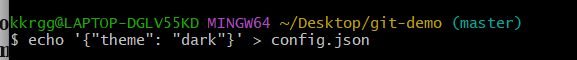 kkrgg@LAPTOP-DGLV55KD MINGW64 ~/Desktop/git-demo (master)
$ echo '{"theme": "dark"}' > config.json